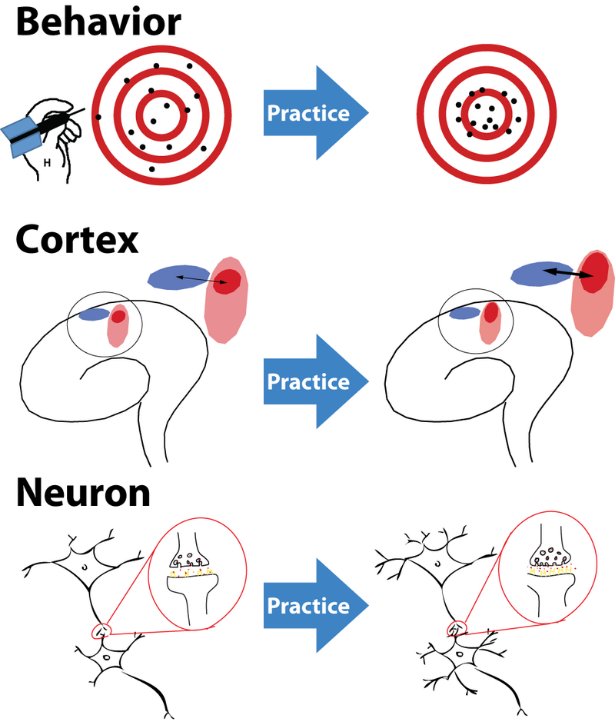 Behavior
Practice
H
Cortex
Practice
Neuron
Practice